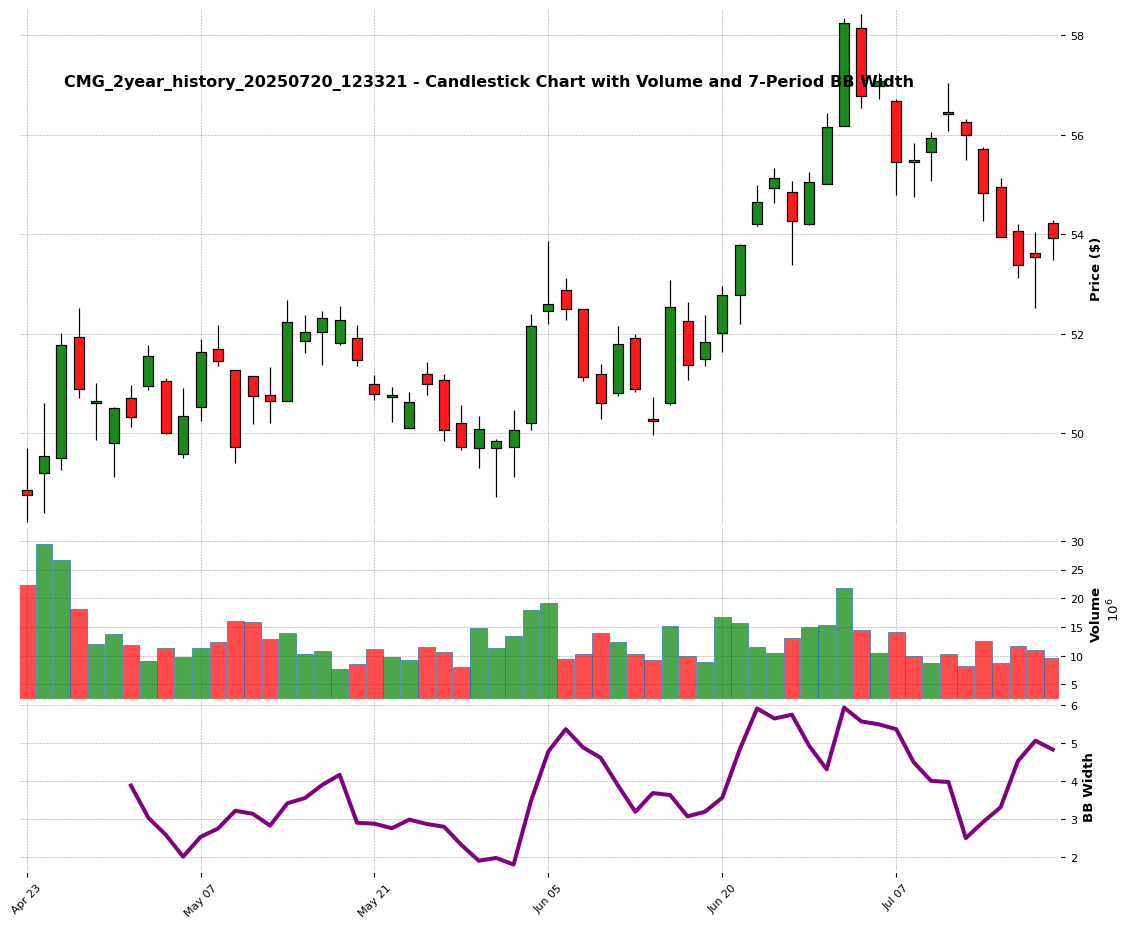 CMG_2year_history_20250720_123321 - Candlestick Chart with Volume and 7-Period BB Width
58
56
54
52
50
Price ($)
30
25
20
15
10
5
Volume
10^6
6
5
4
3
2
BB Width
Apr 23
May 07
May 21
Jun 05
Jun 20
Jul 07